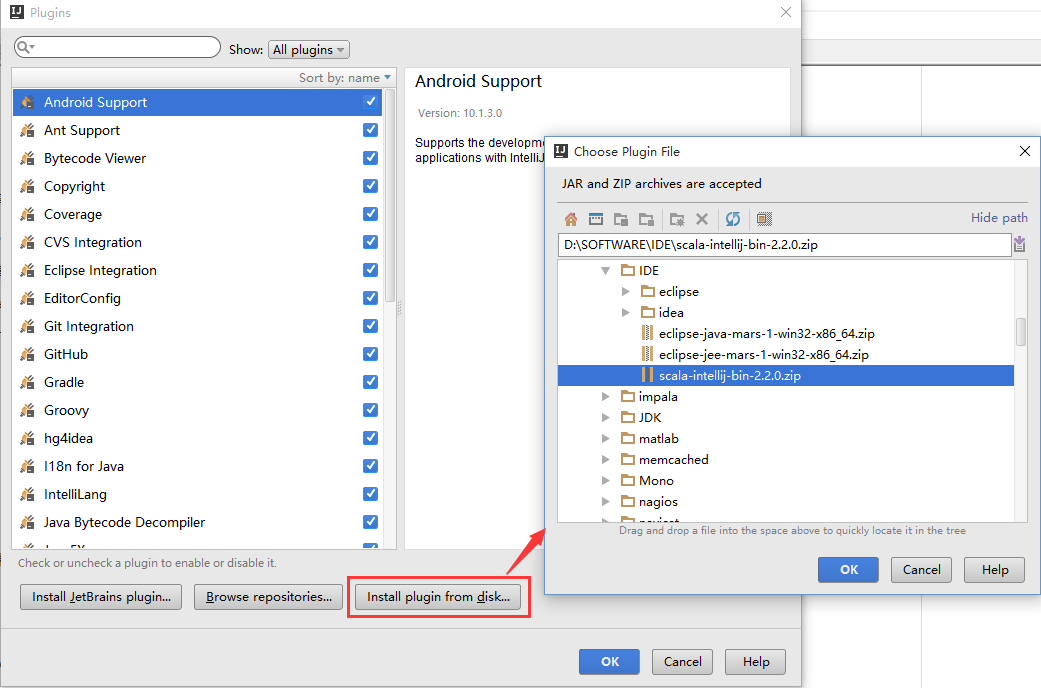 Plugins
Show: All plugins
Sort by: name
Android Support
Ant Support
Bytecode Viewer
Copyright
Coverage
CVS Integration
Eclipse Integration
EditorConfig
Git Integration
GitHub
Gradle
Groovy
hg4idea
I18n for Java
IntelliLang
Java Bytecode Decompiler
Check or uncheck a plugin to enable or disable it.
Install JetBrains plugin...
Browse repositories...
Install plugin from disk...
OK
Cancel
Help
Android Support
Version: 10.1.3.0
Supports the developme
applications with IntelliJ
Choose Plugin File
JAR and ZIP archives are accepted
Hide path
D:\SOFTWARE\IDE\scala-intellij-bin-2.2.0.zip
IDE
eclipse
idea
eclipse-java-mars-1-win32-x86_64.zip
eclipse-jee-mars-1-win32-x86_64.zip
scala-intellij-bin-2.2.0.zip
impala
JDK
matlab
memcached
Mono
nagios
Drag and drop a file into the space above to quickly locate it in the tree
OK
Cancel
Help